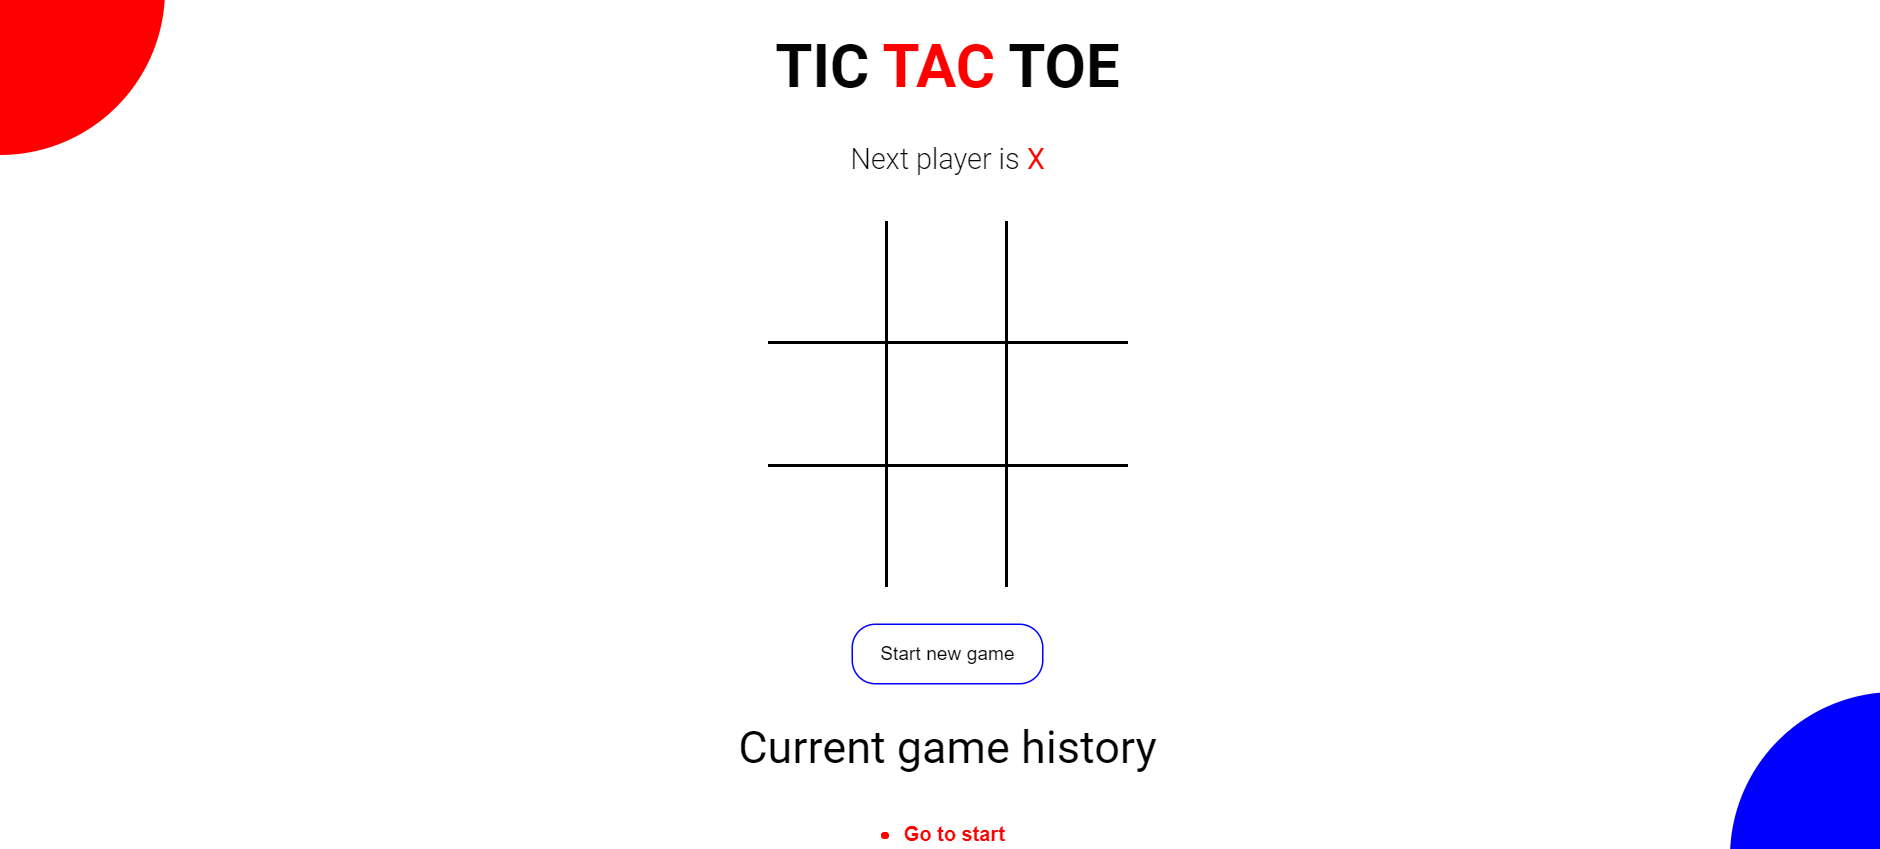 TIC TAC TOE
Next player is X
Start new game
Current game history
Go to start